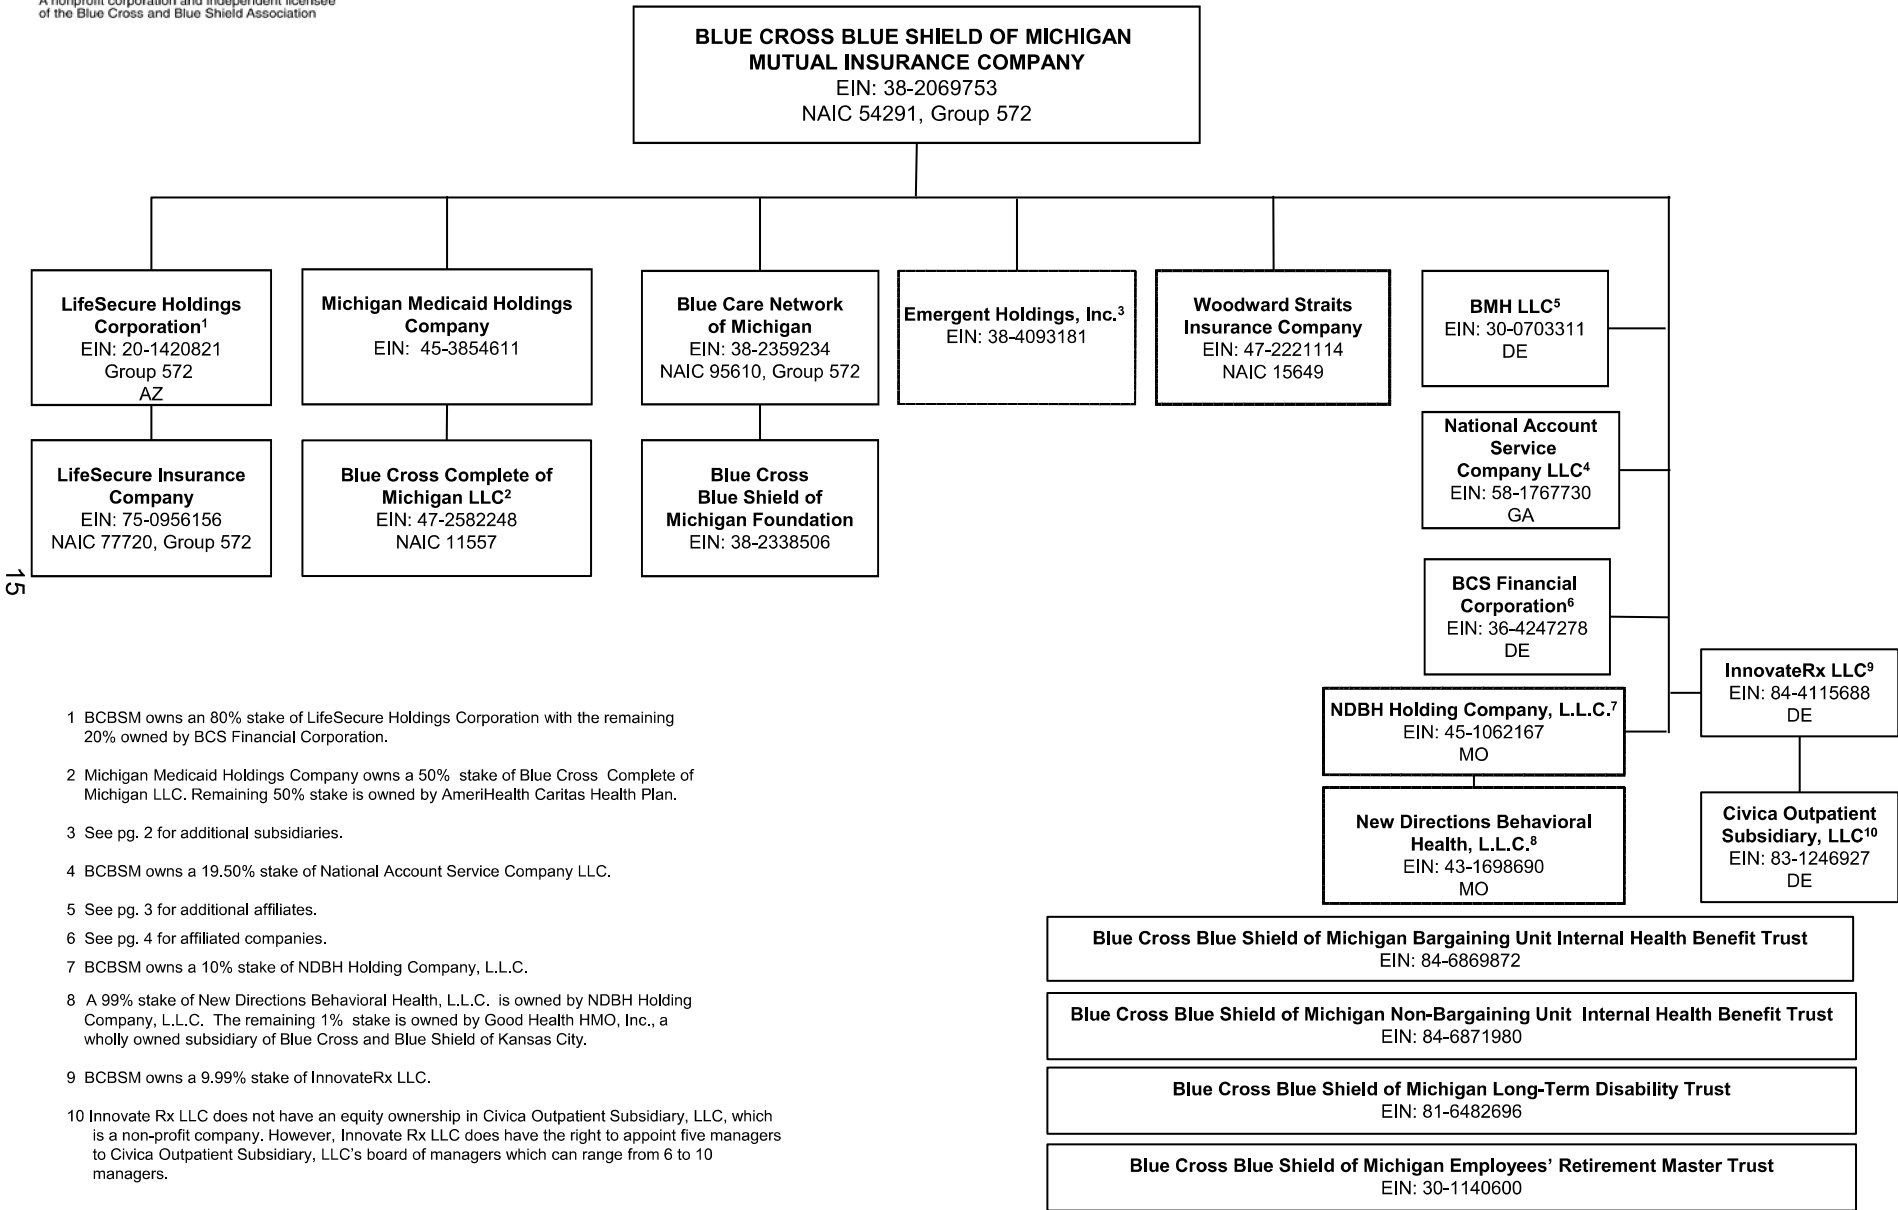 A nonprofit corporation and independent licensee
of the Blue Cross and Blue Shield Association
BLUE CROSS BLUE SHIELD OF MICHIGAN
MUTUAL INSURANCE COMPANY
EIN: 38-2069753
NAIC 54291, Group 572
LifeSecure Holdings
Corporation¹
EIN: 20-1420821
Group 572
AZ
Michigan Medicaid Holdings
Company
EIN: 45-3854611
Blue Care Network
of Michigan
EIN: 38-2359234
NAIC 95610, Group 572
Emergent Holdings, Inc.³
EIN: 38-4093181
Woodward Straits
Insurance Company
EIN: 47-2221114
NAIC 15649
BMH LLC⁵
EIN: 30-0703311
DE
LifeSecure Insurance
Company
EIN: 75-0956156
NAIC 77720, Group 572
Blue Cross Complete of
Michigan LLC²
EIN: 47-2582248
NAIC 11557
Blue Cross
Blue Shield of
Michigan Foundation
EIN: 38-2338506
National Account
Service
Company LLC⁴
EIN: 58-1767730
GA
15
BCS Financial
Corporation⁶
EIN: 36-4247278
DE
InnovateRx LLC⁹
EIN: 84-4115688
DE
NDBH Holding Company, L.L.C.⁷
EIN: 45-1062167
MO
New Directions Behavioral
Health, L.L.C.⁸
EIN: 43-1698690
MO
Civica Outpatient
Subsidiary, LLC¹⁰
EIN: 83-1246927
DE
1 BCBSM owns an 80% stake of LifeSecure Holdings Corporation with the remaining
20% owned by BCS Financial Corporation.
2 Michigan Medicaid Holdings Company owns a 50% stake of Blue Cross Complete of
Michigan LLC. Remaining 50% stake is owned by AmeriHealth Caritas Health Plan.
3 See pg. 2 for additional subsidiaries.
4 BCBSM owns a 19.50% stake of National Account Service Company LLC.
5 See pg. 3 for additional affiliates.
6 See pg. 4 for affiliated companies.
7 BCBSM owns a 10% stake of NDBH Holding Company, L.L.C.
8 A 99% stake of New Directions Behavioral Health, L.L.C. is owned by NDBH Holding
Company, L.L.C. The remaining 1% stake is owned by Good Health HMO, Inc., a
wholly owned subsidiary of Blue Cross and Blue Shield of Kansas City.
9 BCBSM owns a 9.99% stake of InnovateRx LLC.
10 Innovate Rx LLC does not have an equity ownership in Civica Outpatient Subsidiary, LLC, which
is a non-profit company. However, Innovate Rx LLC does have the right to appoint five managers
to Civica Outpatient Subsidiary, LLC's board of managers which can range from 6 to 10
managers.
Blue Cross Blue Shield of Michigan Bargaining Unit Internal Health Benefit Trust
EIN: 84-6869872
Blue Cross Blue Shield of Michigan Non-Bargaining Unit Internal Health Benefit Trust
EIN: 84-6871980
Blue Cross Blue Shield of Michigan Long-Term Disability Trust
EIN: 81-6482696
Blue Cross Blue Shield of Michigan Employees' Retirement Master Trust
EIN: 30-1140600